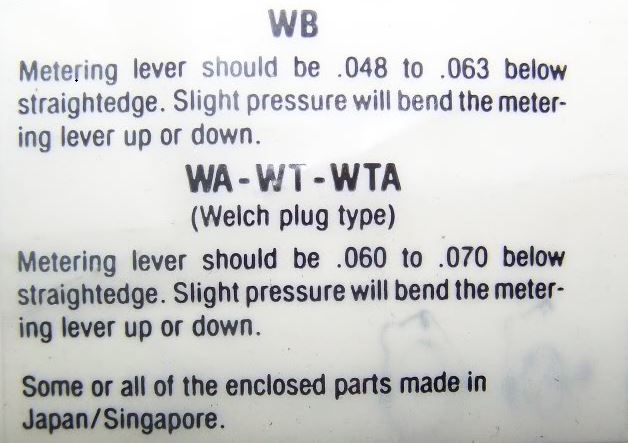 WB
Metering lever should be .048 to .063 below
straightedge. Slight pressure will bend the meter-
ing lever up or down.
WA-WT-WTA
(Welch plug type)
Metering lever should be .060 to .070 below
straightedge. Slight pressure will bend the meter-
ing lever up or down.
Some or all of the enclosed parts made in
Japan/Singapore.